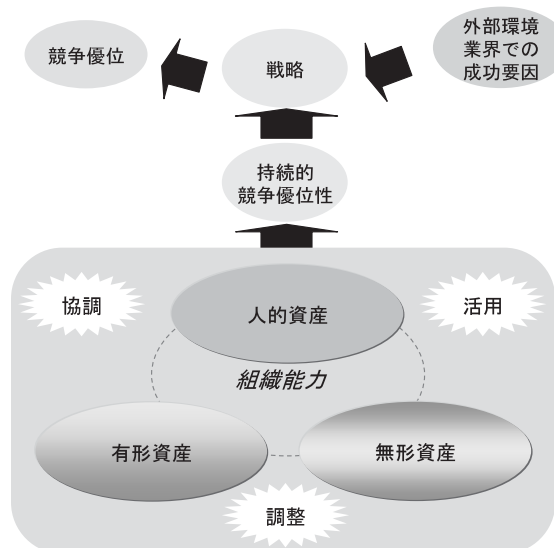 競争優位
戦略
外部環境
業界での
成功要因
持続的
競争優位性
協調
人的資産
活用
組織能力
有形資産
無形資産
調整